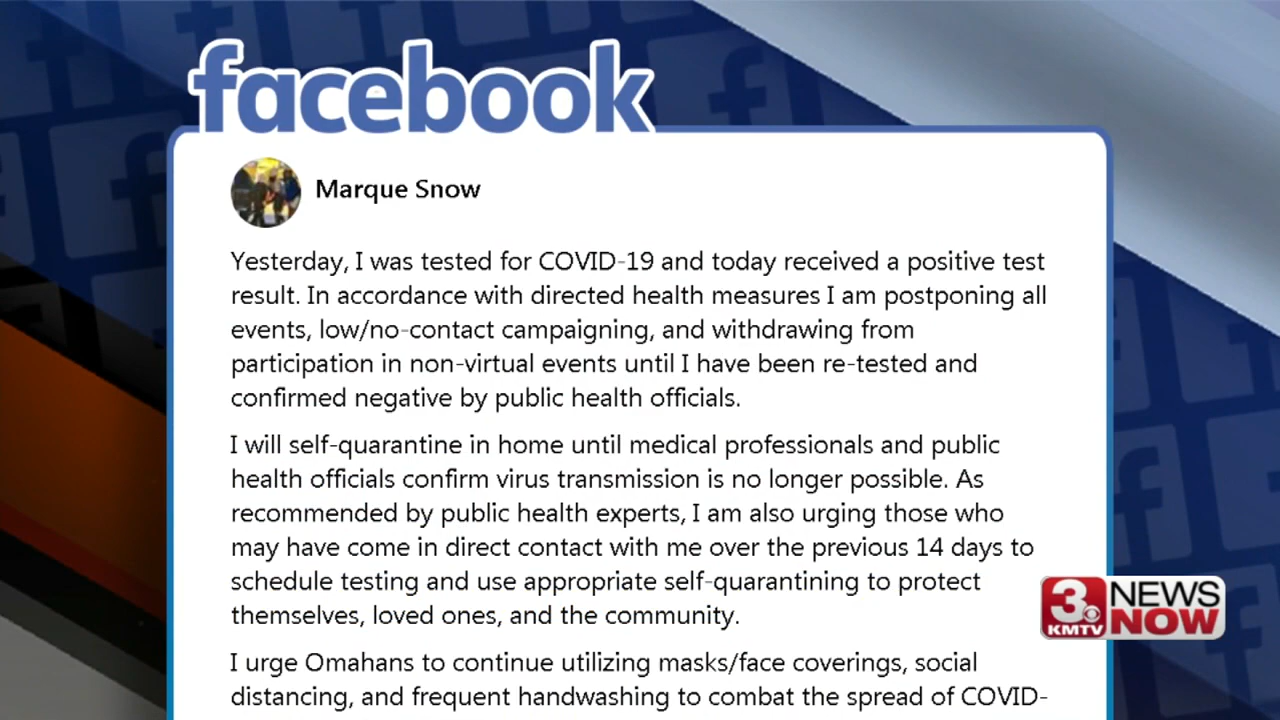 facebook
Marque Snow
Yesterday, I was tested for COVID-19 and today received a positive test
result. In accordance with directed health measures I am postponing all
events, low/no-contact campaigning, and withdrawing from
participation in non-virtual events until I have been re-tested and
confirmed negative by public health officials.
I will self-quarantine in home until medical professionals and public
health officials confirm virus transmission is no longer possible. As
recommended by public health experts, I am also urging those who
may have come in direct contact with me over the previous 14 days to
schedule testing and use appropriate self-quarantining to protect
themselves, loved ones, and the community.
I urge Omahans to continue utilizing masks/face coverings, social
distancing, and frequent handwashing to combat the spread of COVID-
3 NEWS
KMTV NOW